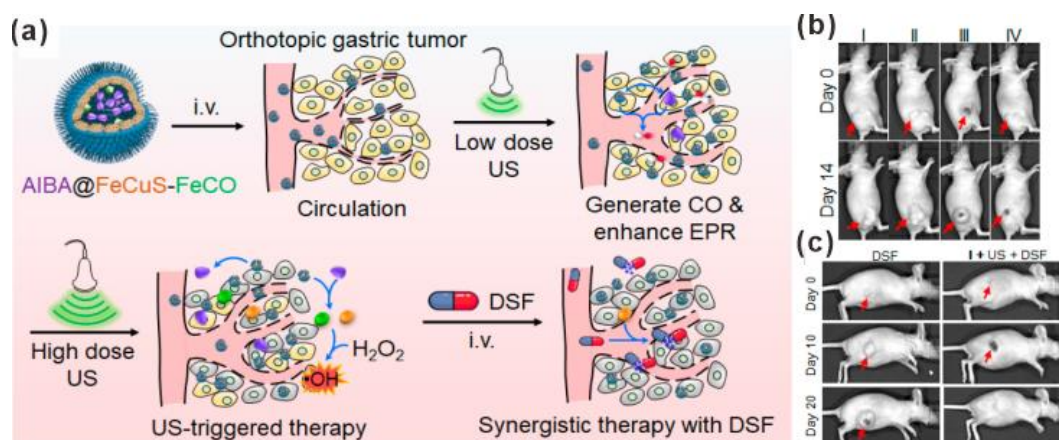 (a)
Orthotopic gastric tumor
i.v.
Low dose
US
AIBA@FeCuS-FeCO
Circulation
Generate CO &
enhance EPR
High dose
US
H₂O₂
•OH
US-triggered therapy
DSF
i.v.
Synergistic therapy with DSF
(b)
I II III IV
Day 0
Day 14
(c)
DSF I + US + DSF
Day 0
Day 10
Day 20